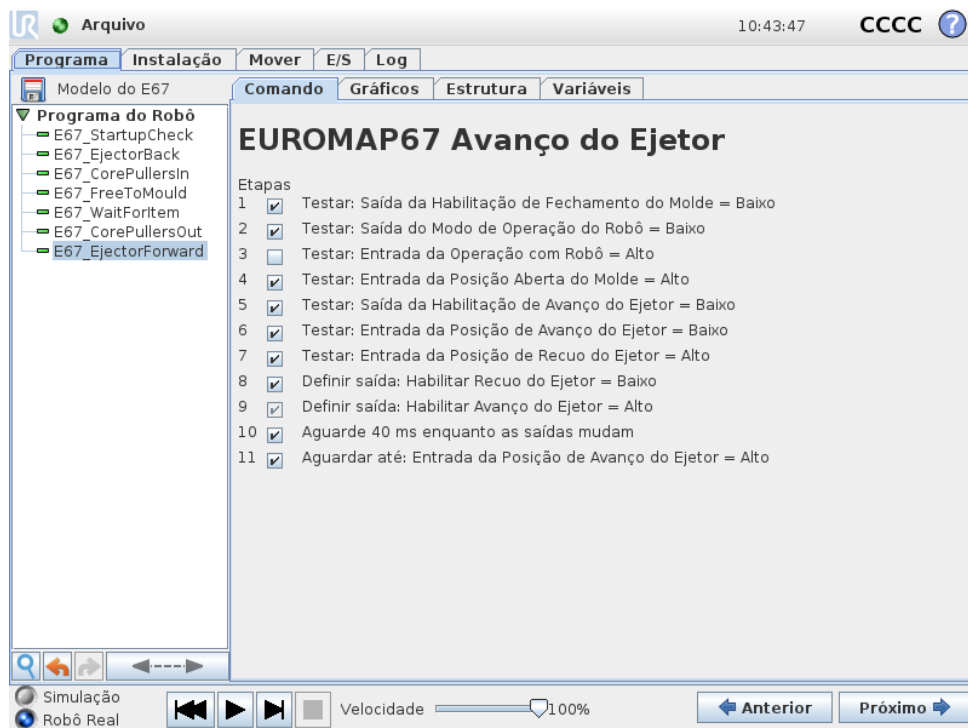 UR Arquivo 10:43:47 CCCC ?
Programa Instalação Mover E/S Log
Modelo do E67 Comando Gráficos Estrutura Variáveis
Programa do Robô
E67_StartupCheck
E67_EjectorBack
E67_CorePullersIn
E67_FreeToMould
E67_WaitForItem
E67_CorePullersOut
E67_EjectorForward
EUROMAP67 Avanço do Ejetor
Etapas
1 Testar: Saída da Habilitação de Fechamento do Molde = Baixo
2 Testar: Saída do Modo de Operação do Robô = Baixo
3 Testar: Entrada da Operação com Robô = Alto
4 Testar: Entrada da Posição Aberta do Molde = Alto
5 Testar: Saída da Habilitação de Avanço do Ejetor = Baixo
6 Testar: Entrada da Posição de Avanço do Ejetor = Baixo
7 Testar: Entrada da Posição de Recuo do Ejetor = Alto
8 Definir saída: Habilitar Recuo do Ejetor = Baixo
9 Definir saída: Habilitar Avanço do Ejetor = Alto
10 Aguarde 40 ms enquanto as saídas mudam
11 Aguardar até: Entrada da Posição de Avanço do Ejetor = Alto
Simulação
Robô Real
Velocidade 100%
Anterior Próximo